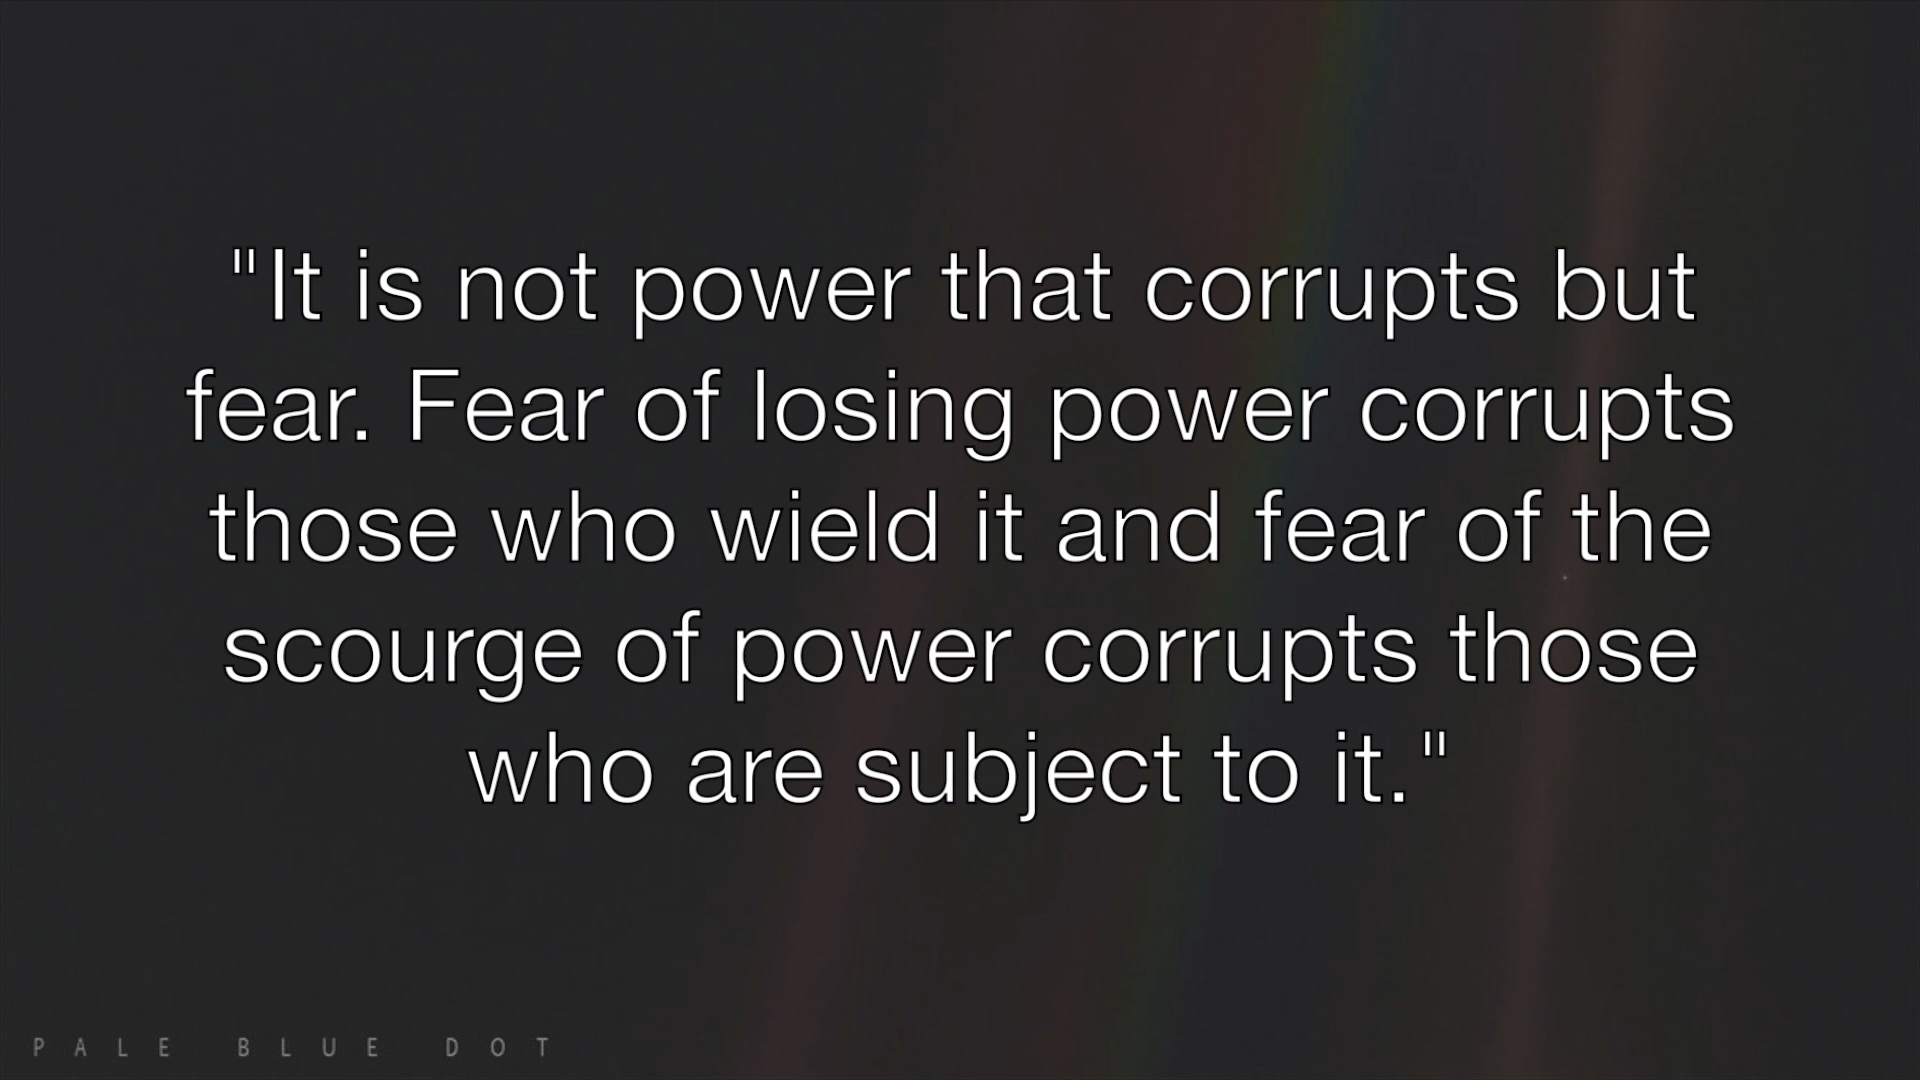 "It is not power that corrupts but
fear. Fear of losing power corrupts
those who wield it and fear of the
scourge of power corrupts those
who are subject to it."
PALE BLUE DOT